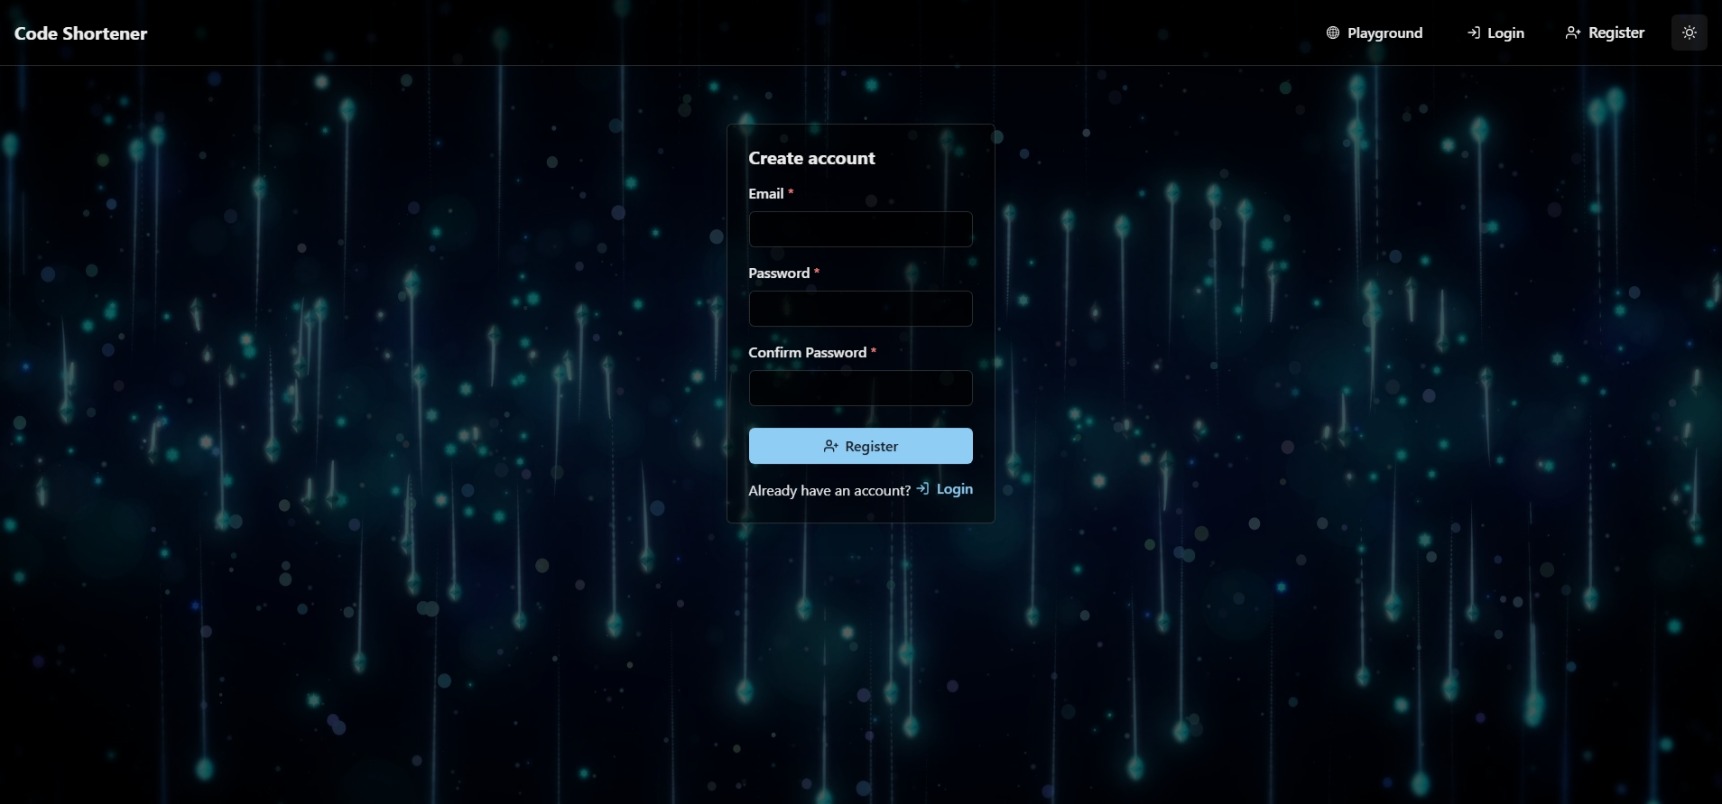 Code Shortener
Playground
Login
Register
Create account
Email *
Password *
Confirm Password *
Register
Already have an account? Login